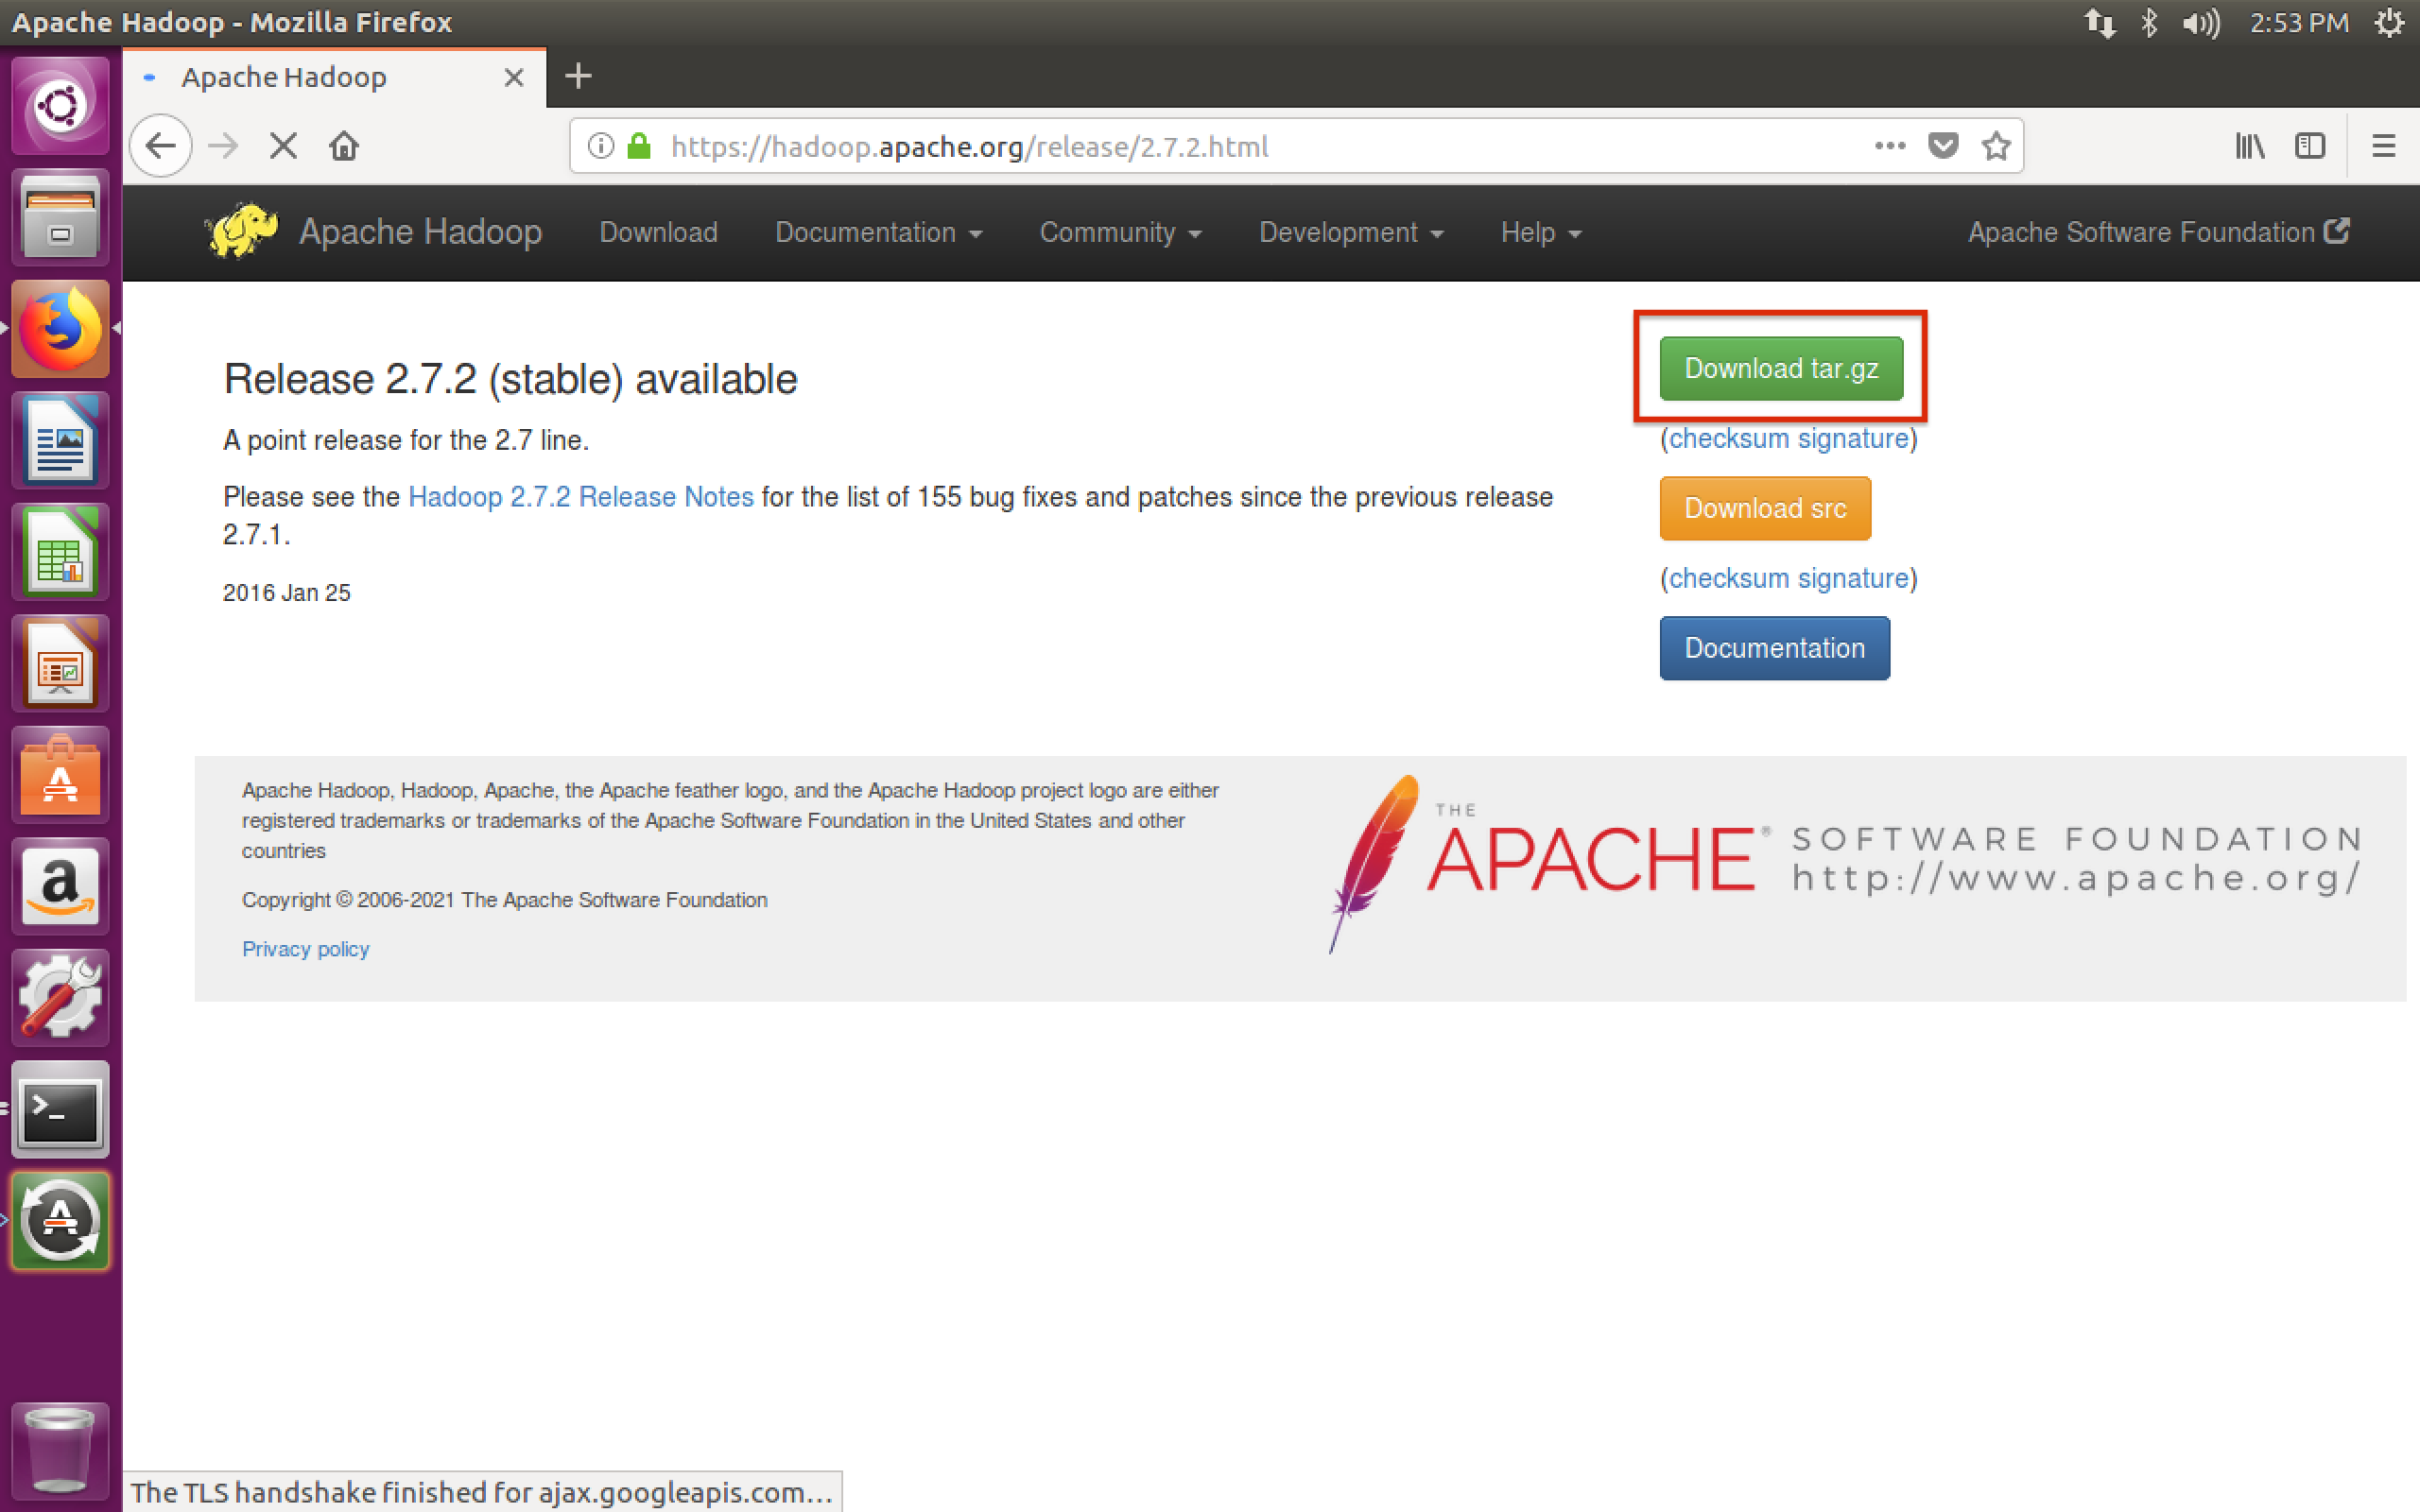 Apache Hadoop - Mozilla Firefox
2:53 PM
Apache Hadoop
https://hadoop.apache.org/release/2.7.2.html
Apache Hadoop Download Documentation Community Development Help Apache Software Foundation
Release 2.7.2 (stable) available
A point release for the 2.7 line.
Please see the Hadoop 2.7.2 Release Notes for the list of 155 bug fixes and patches since the previous release
2.7.1.
2016 Jan 25
Download tar.gz
(checksum signature)
Download src
(checksum signature)
Documentation
Apache Hadoop, Hadoop, Apache, the Apache feather logo, and the Apache Hadoop project logo are either
registered trademarks or trademarks of the Apache Software Foundation in the United States and other
countries
Copyright © 2006-2021 The Apache Software Foundation
Privacy policy
THE
APACHE® SOFTWARE FOUNDATION
http://www.apache.org/
The TLS handshake finished for ajax.googleapis.com...